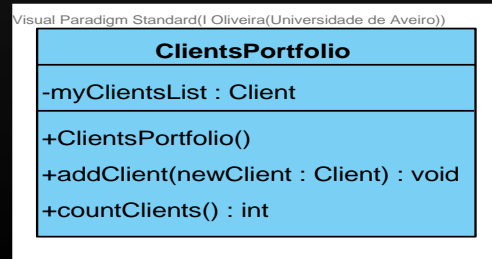 Visual Paradigm Standard(I Oliveira(Universidade de Aveiro))
ClientsPortfolio
-myClientsList : Client
+ClientsPortfolio()
+addClient(newClient : Client) : void
+countClients() : int